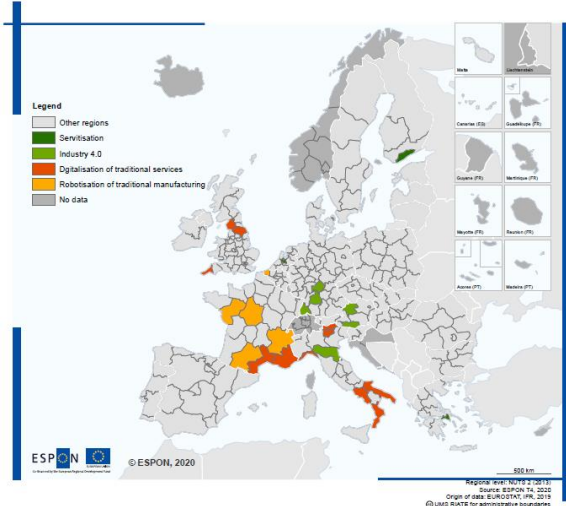 Malta
Liechtenstein
Legend
Other regions
Servitisation
Industry 4.0
Dgitalisation of traditional services
Robotisation of traditional manufacturing
No data
Canarias (ES)
Guadeloupe (FR)
Guyane (FR)
Martinique (FR)
Mayotte (FR)
Reunion (FR)
Acores (PT)
Madeira (PT)
ESPON
© ESPON, 2020
500 km
Regional level: NUTS 2 (2013)
Source: ESPON T4, 2020
Origin of data: EUROSTAT, IFR, 2019
© UMS RIATE for administrative boundaries